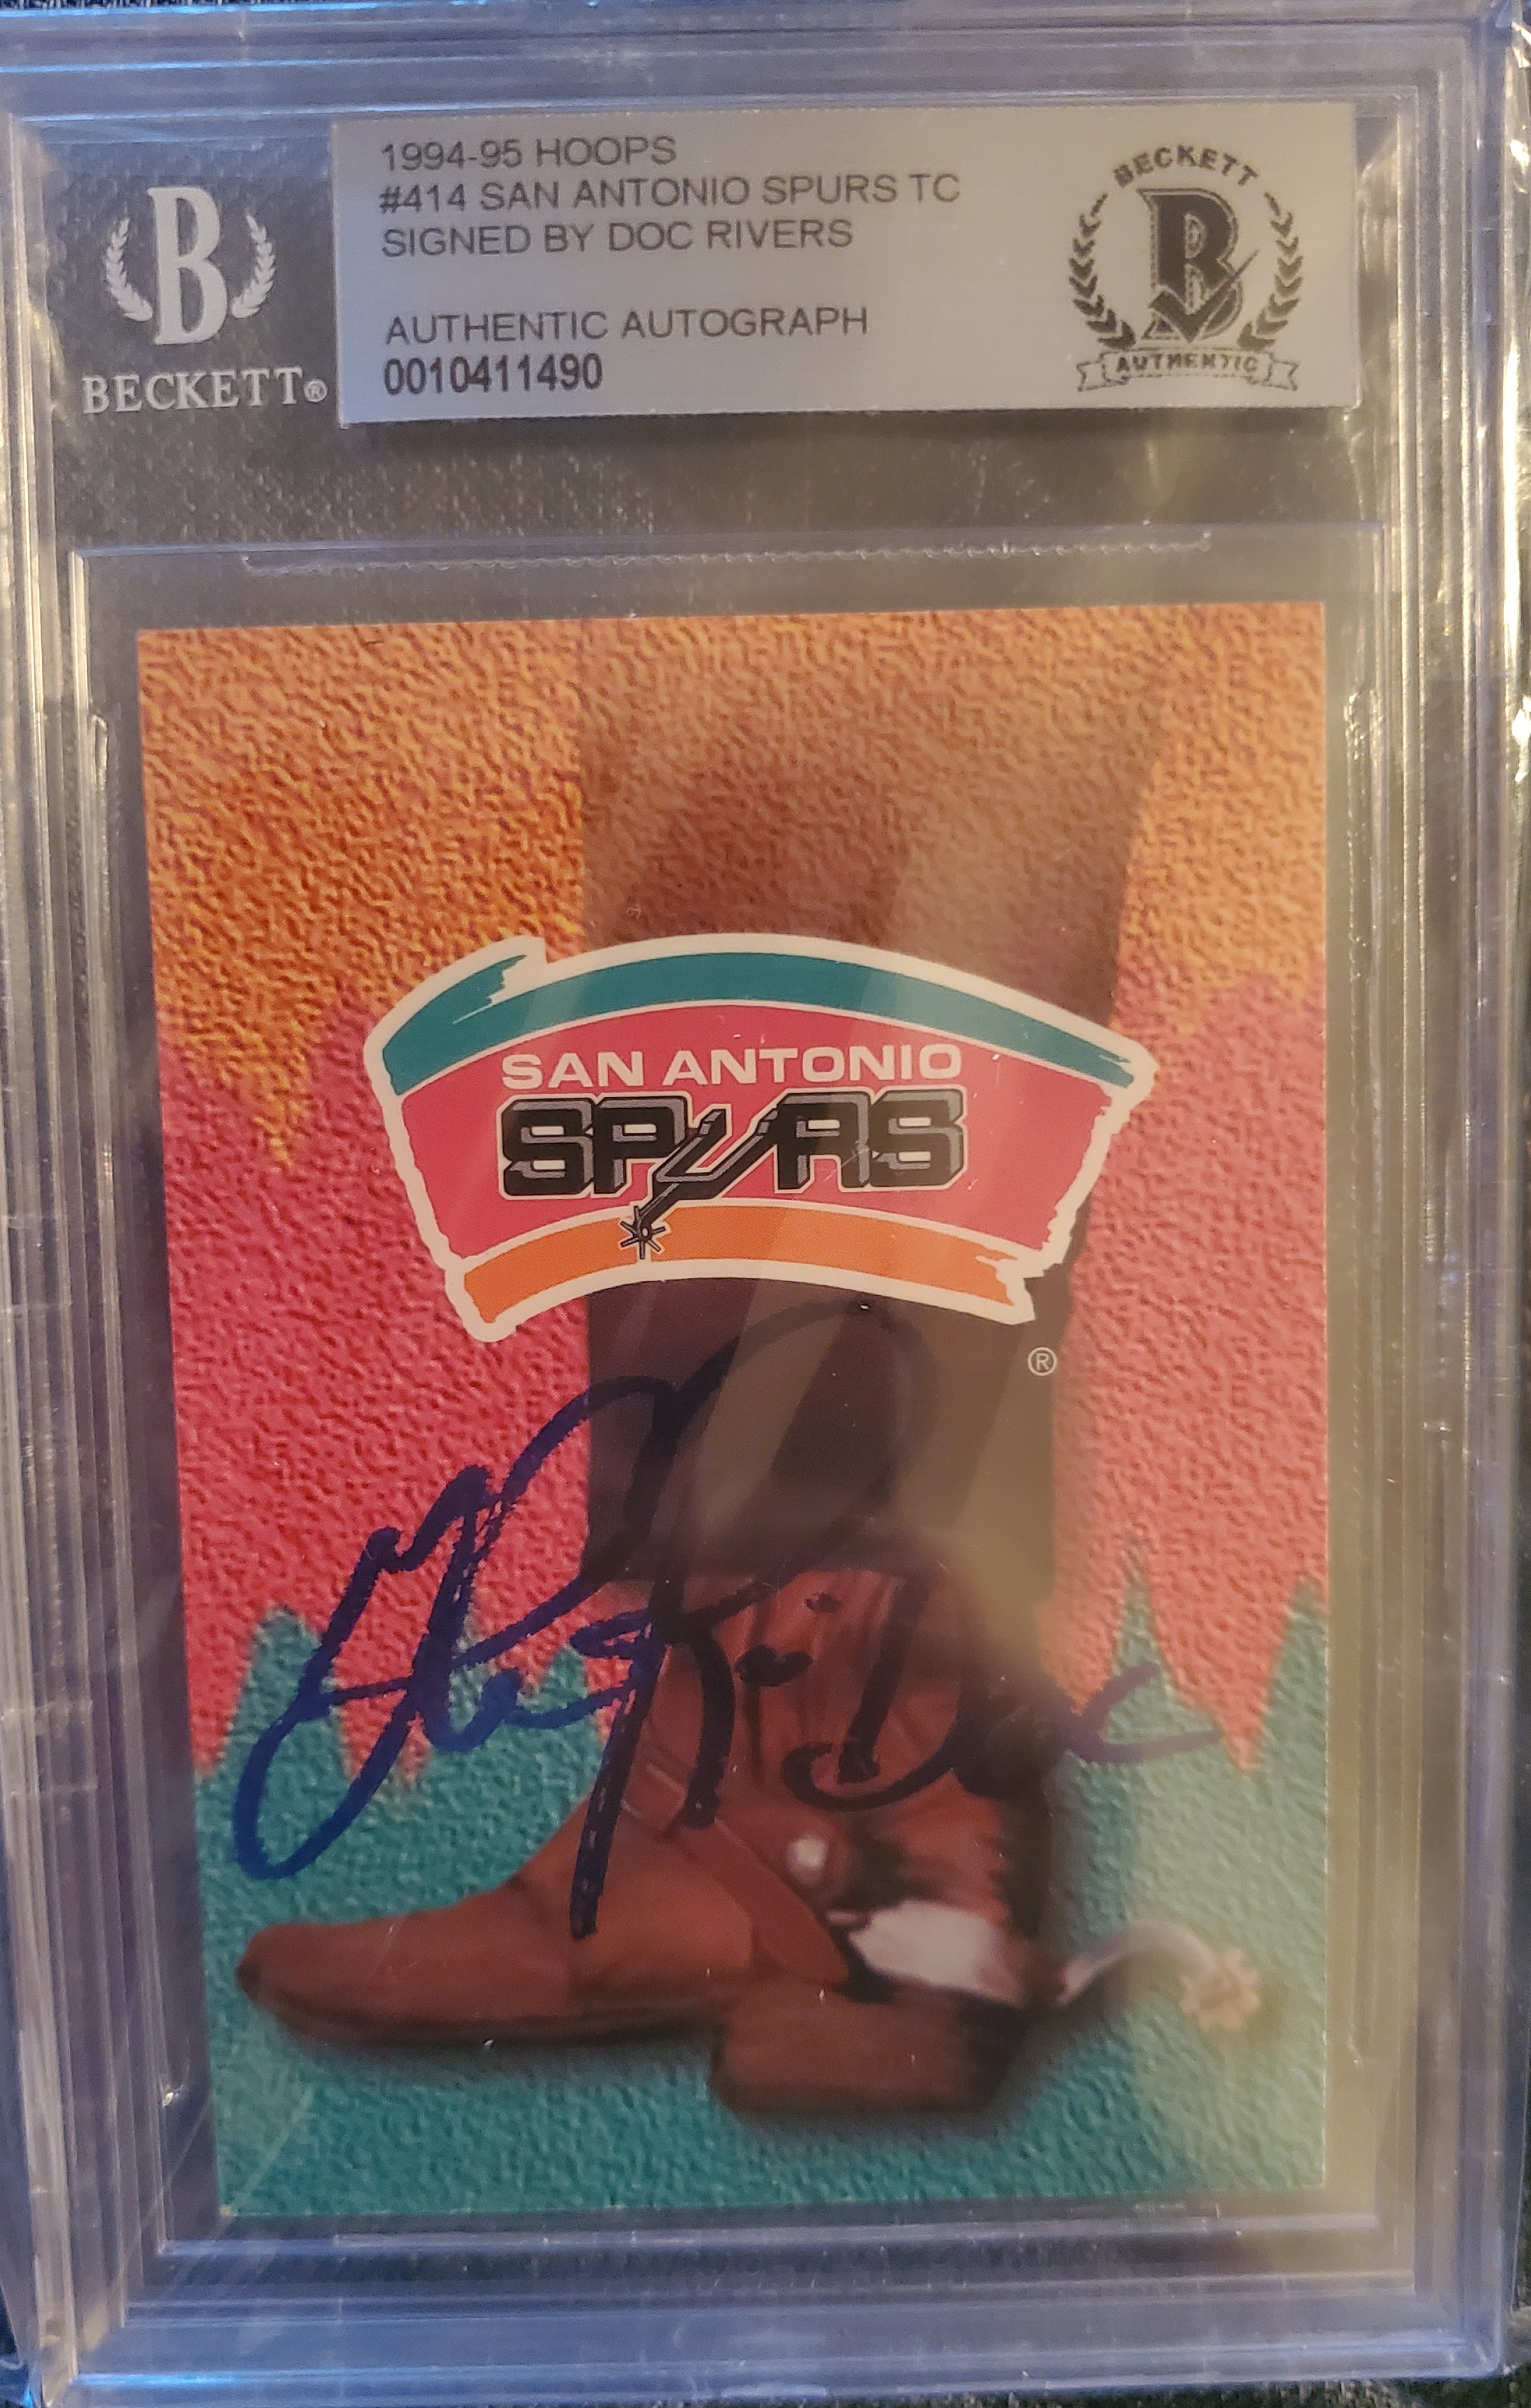 1994-95 HOOPS
#414 SAN ANTONIO SPURS TC
SIGNED BY DOC RIVERS
AUTHENTIC AUTOGRAPH
0010411490
B
BECKETT®
BECKETT
B
AUTHENTIC
SAN ANTONIO
SPURS
®
Doc